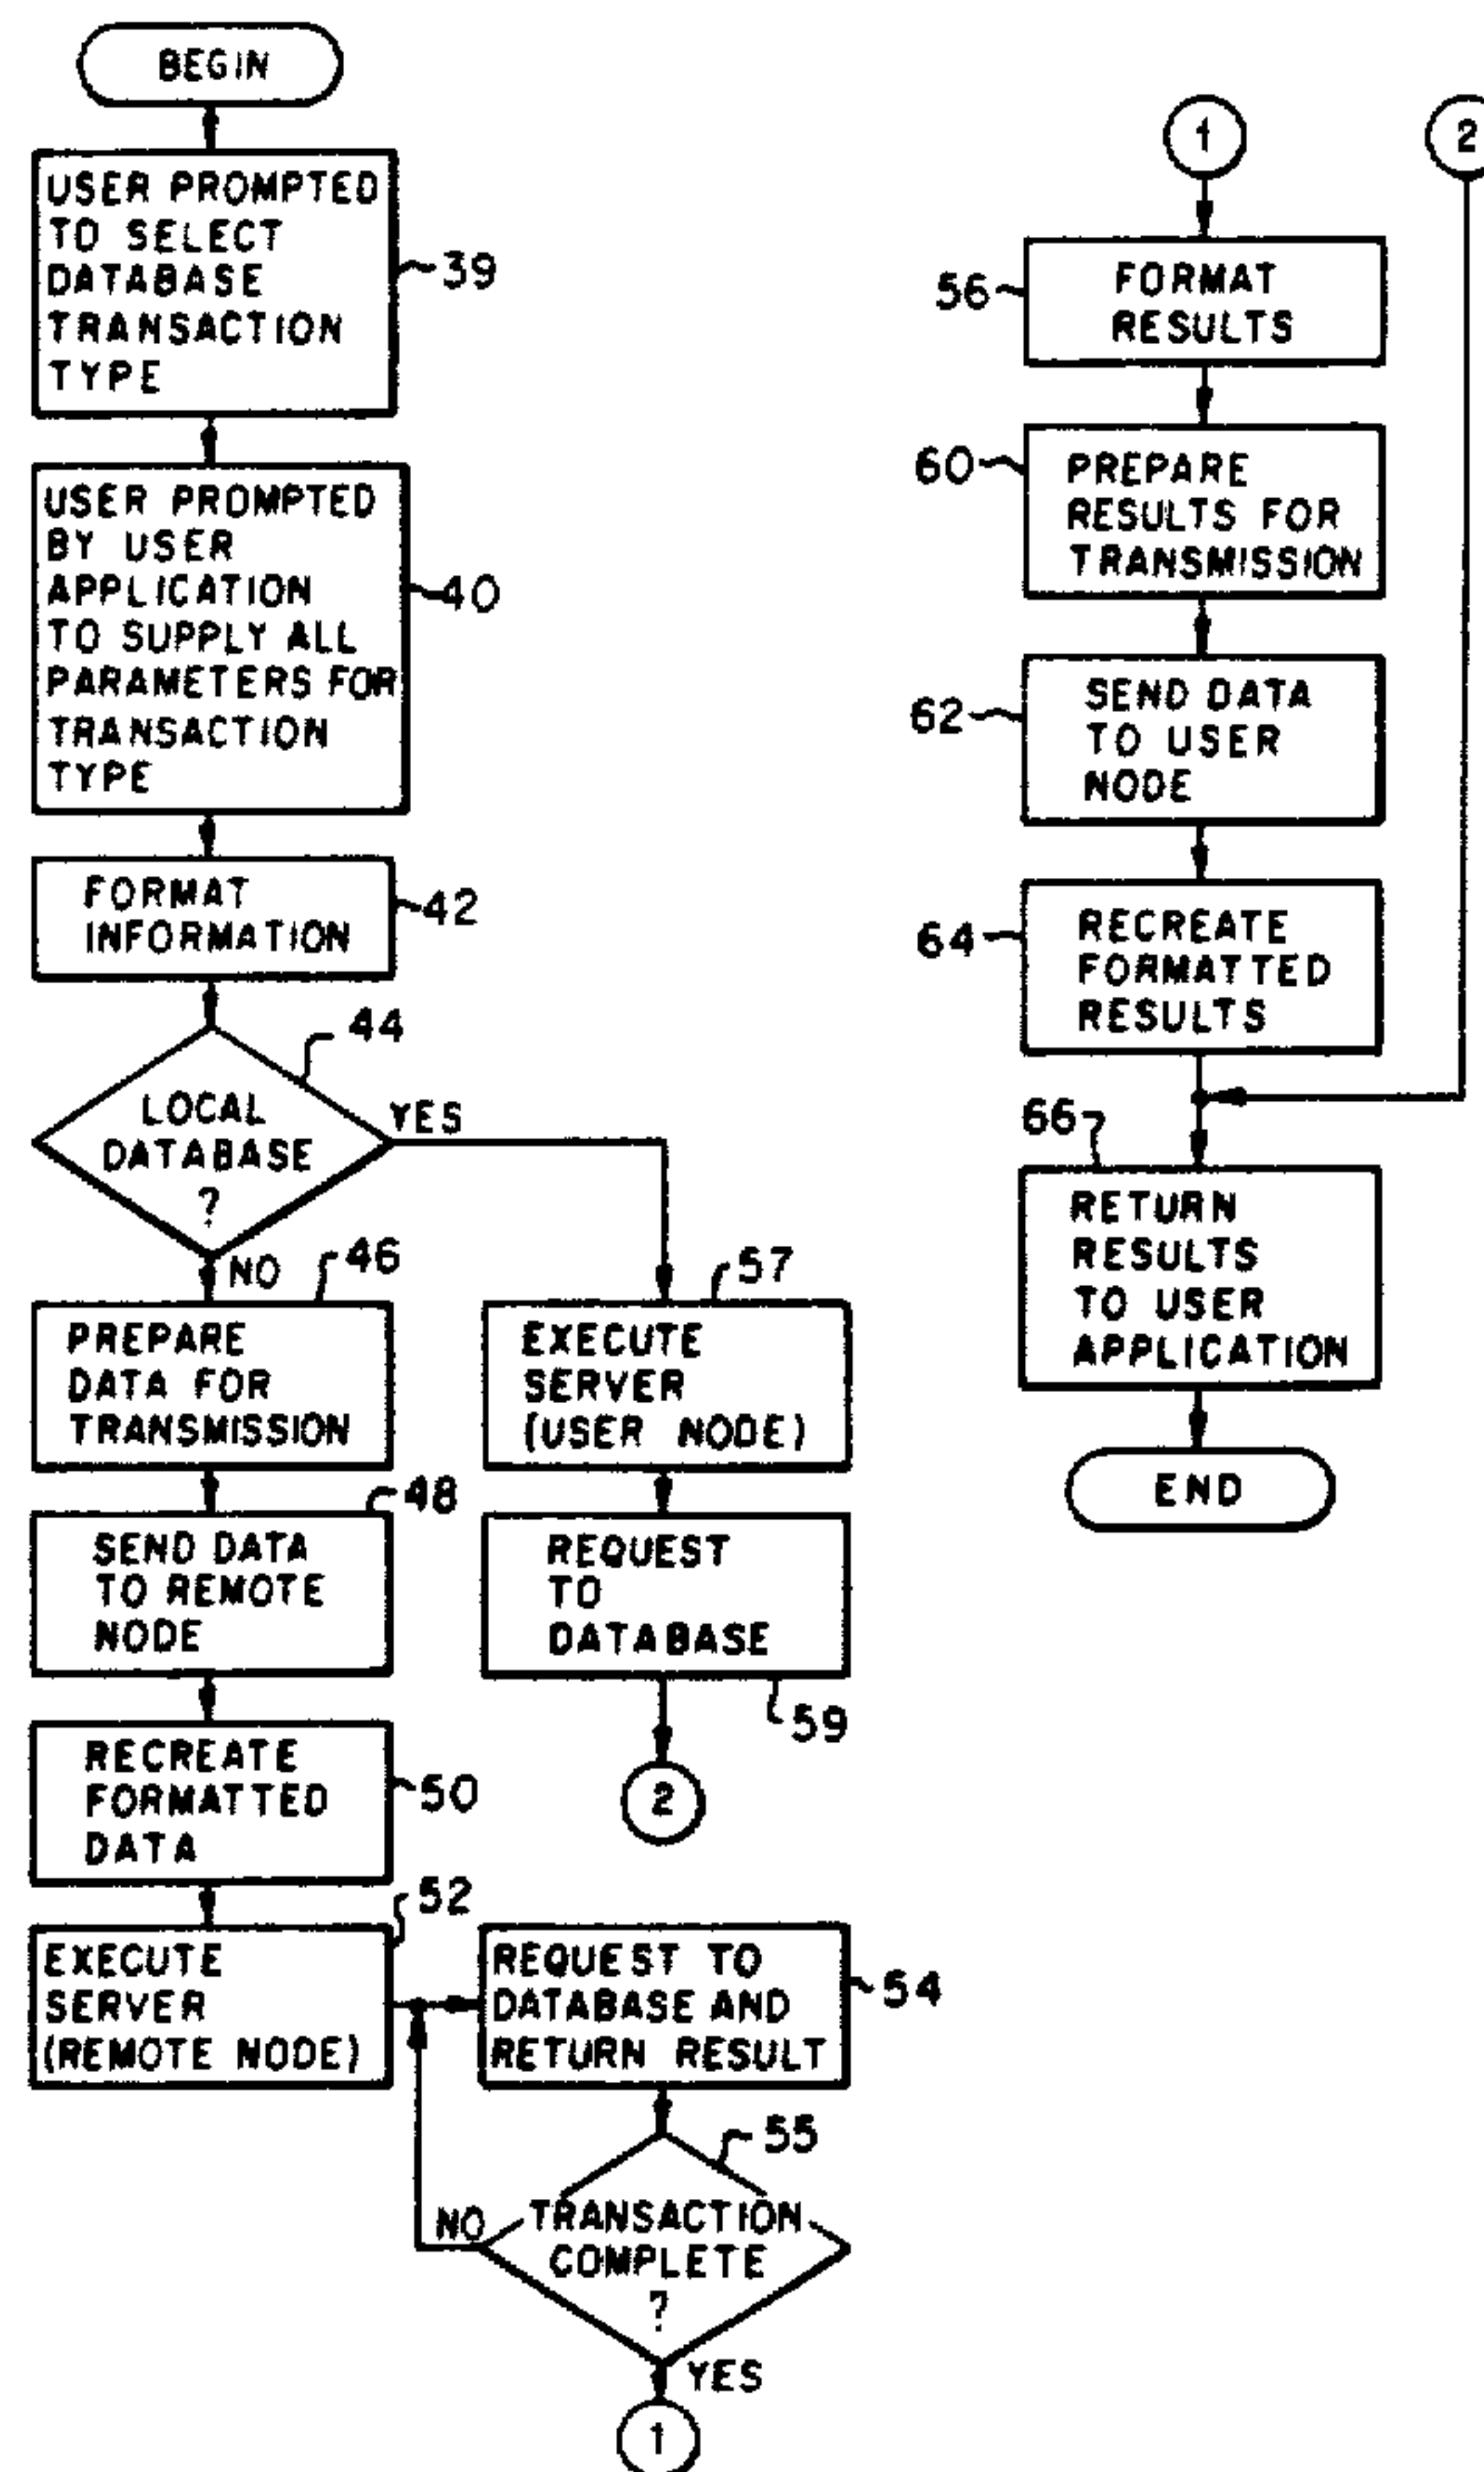 BEGIN
USER PROMPTED
TO SELECT
DATABASE
TRANSACTION
TYPE
39
USER PROMPTED
BY USER
APPLICATION
TO SUPPLY ALL
PARAMETERS FOR
TRANSACTION
TYPE
40
FORMAT
INFORMATION
42
44
LOCAL
DATABASE
?
YES
NO
46
PREPARE
DATA FOR
TRANSMISSION
57
EXECUTE
SERVER
(USER NODE)
48
SEND DATA
TO REMOTE
NODE
REQUEST
TO
DATABASE
59
2
RECREATE
FORMATTED
DATA
50
52
EXECUTE
SERVER
(REMOTE NODE)
REQUEST TO
DATABASE AND
RETURN RESULT
54
55
NO
TRANSACTION
COMPLETE
?
YES
1
1
2
56
FORMAT
RESULTS
60
PREPARE
RESULTS FOR
TRANSMISSION
62
SEND DATA
TO USER
NODE
64
RECREATE
FORMATTED
RESULTS
66
RETURN
RESULTS
TO USER
APPLICATION
END